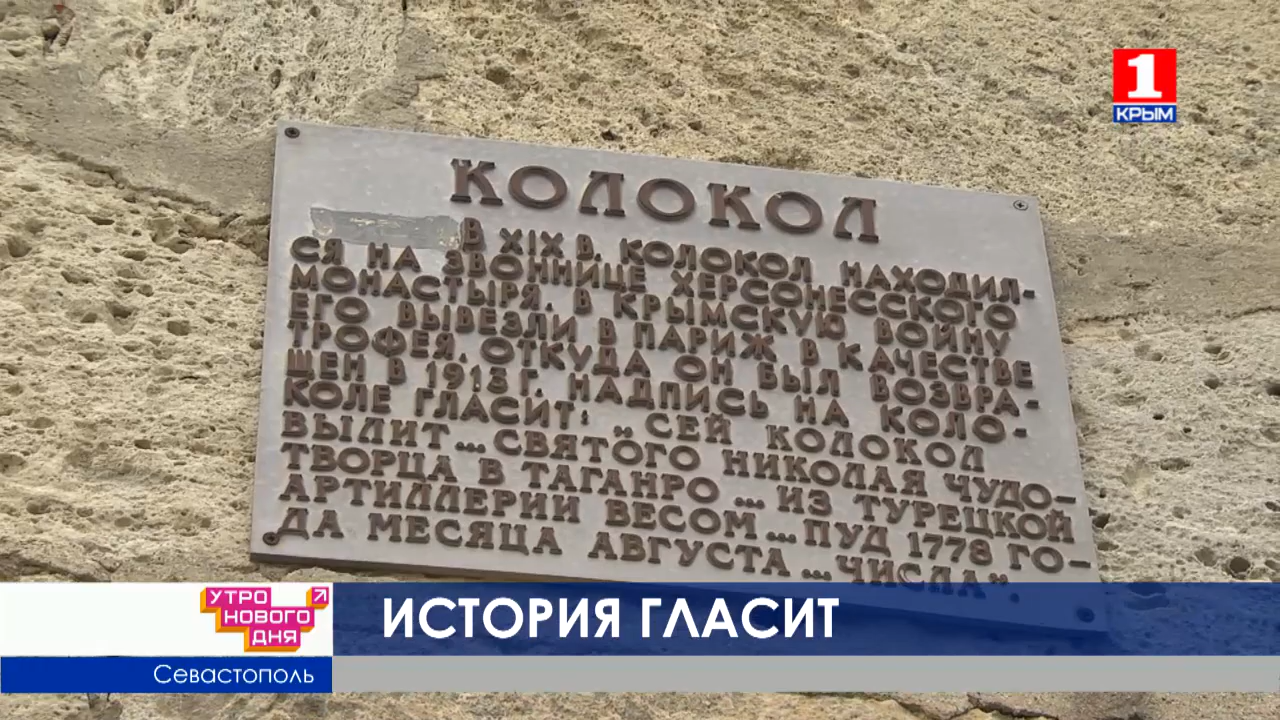 1
КРЫМ
КОЛОКОЛ
В XIX В. КОЛОКОЛ НАХОДИЛ-
СЯ НА ЗВОННИЦЕ ХЕРСОНЕССКОГО
МОНАСТЫРЯ. В КРЫМСКУЮ ВОЙНУ
ЕГО ВЫВЕЗЛИ В ПАРИЖ В КАЧЕСТВЕ
ТРОФЕЯ, ОТКУДА ОН БЫЛ ВОЗВРА-
ЩЕН В 1913 Г. НАДПИСЬ НА КОЛО-
КОЛЕ ГЛАСИТ: „СЕЙ КОЛОКОЛ
ВЫЛИТ... СВЯТОГО НИКОЛАЯ ЧУДО-
ТВОРЦА В ТАГАНРО... ИЗ ТУРЕЦКОЙ
АРТИЛЛЕРИИ ВЕСОМ... ПУД 1778 ГО-
ДА МЕСЯЦА АВГУСТА... ЧИСЛА".
УТРО
НОВОГО
ДНЯ
ИСТОРИЯ ГЛАСИТ
Севастополь